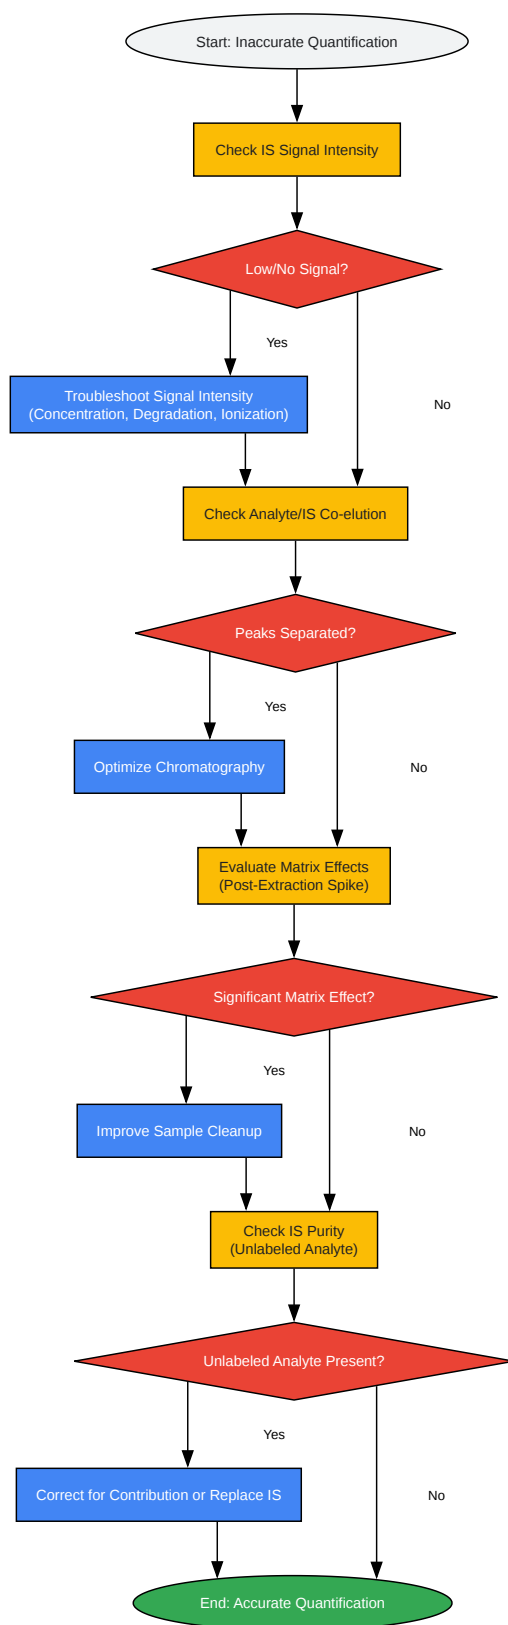 Start: Inaccurate Quantification
Check IS Signal Intensity
Low/No Signal?
Yes
Troubleshoot Signal Intensity
(Concentration, Degradation, Ionization)
No
Check Analyte/IS Co-elution
Peaks Separated?
Yes
Optimize Chromatography
No
Evaluate Matrix Effects
(Post-Extraction Spike)
Significant Matrix Effect?
Yes
Improve Sample Cleanup
No
Check IS Purity
(Unlabeled Analyte)
Unlabeled Analyte Present?
Yes
Correct for Contribution or Replace IS
No
End: Accurate Quantification